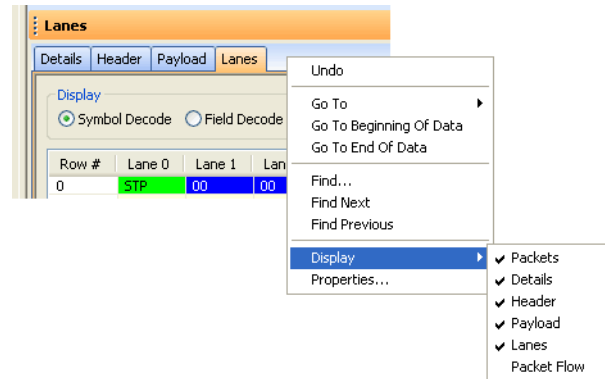 Lanes
Details Header Payload Lanes
Display
Symbol Decode Field Decode
Row # Lane 0 Lane 1 Lan
0 STP 00 00
Undo
Go To
Go To Beginning Of Data
Go To End Of Data
Find...
Find Next
Find Previous
Display
Properties...
Packets
Details
Header
Payload
Lanes
Packet Flow